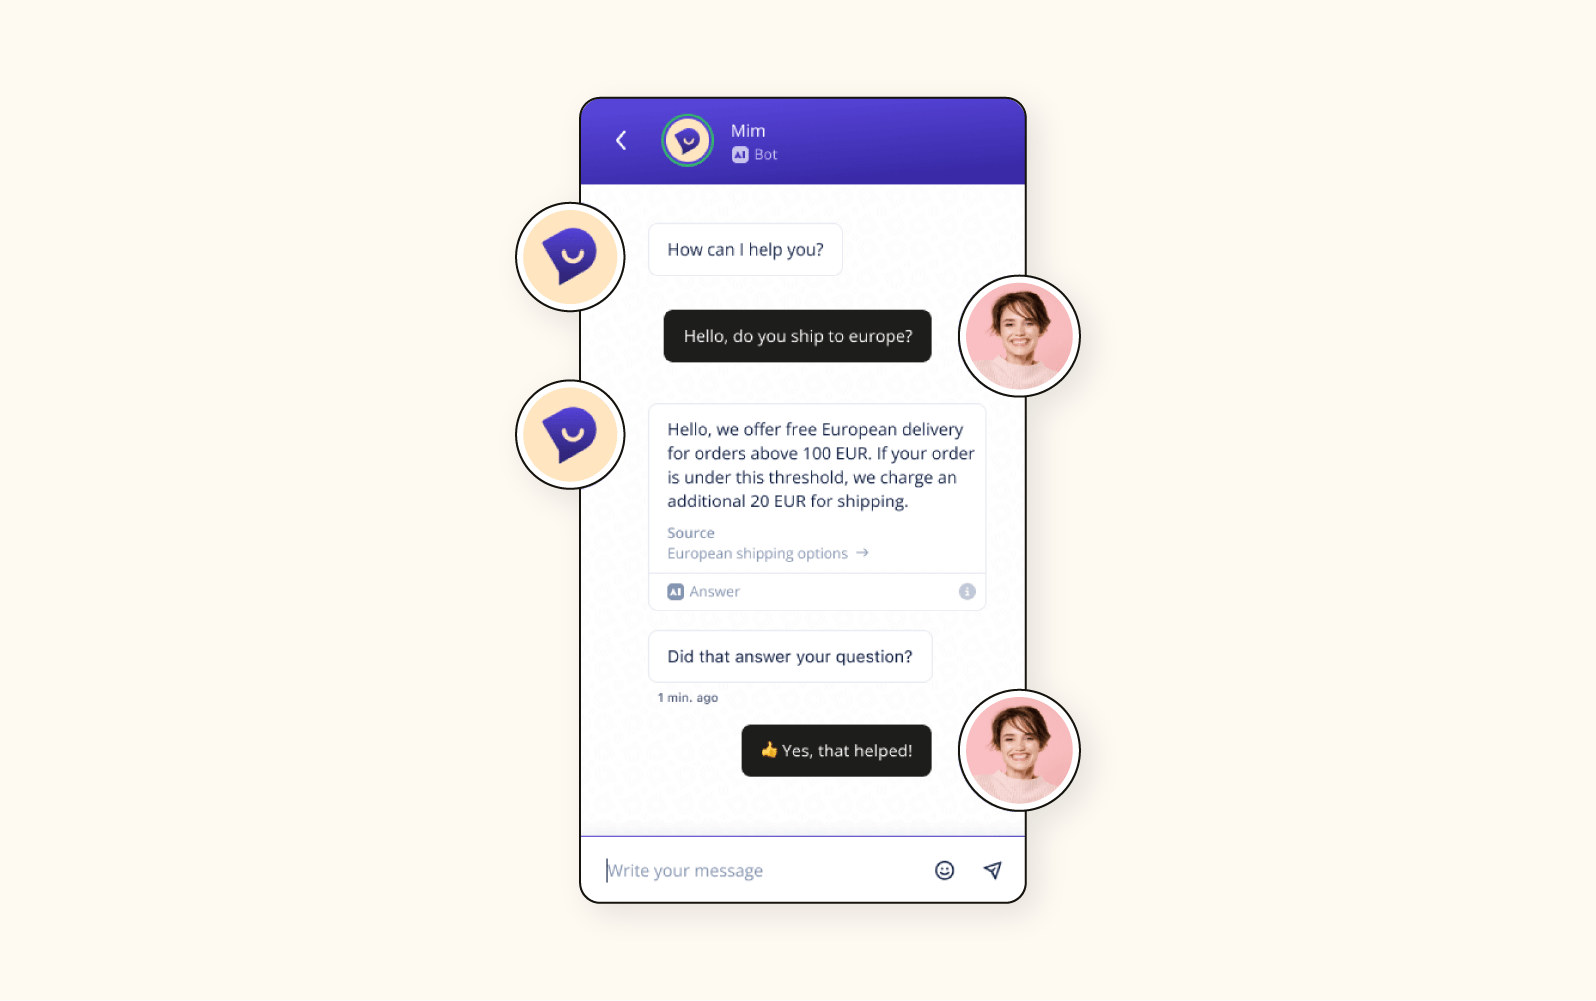 Mim
AI Bot
How can I help you?
Hello, do you ship to europe?
Hello, we offer free European delivery
for orders above 100 EUR. If your order
is under this threshold, we charge an
additional 20 EUR for shipping.
Source
European shipping options →
AI Answer
Did that answer your question?
1 min. ago
👍 Yes, that helped!
Write your message